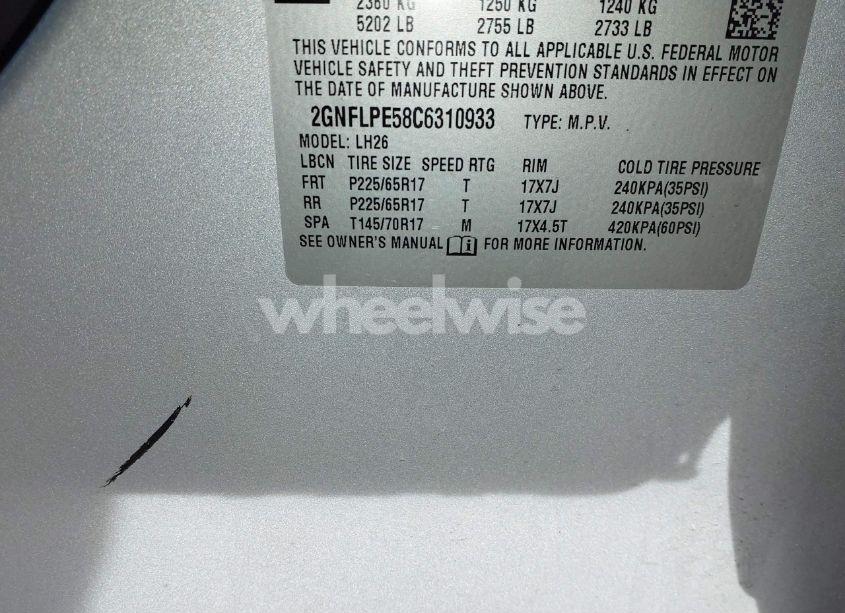 2360 KG 1250 KG 1240 KG
5202 LB 2755 LB 2733 LB
THIS VEHICLE CONFORMS TO ALL APPLICABLE U.S. FEDERAL MOTOR
VEHICLE SAFETY AND THEFT PREVENTION STANDARDS IN EFFECT ON
THE DATE OF MANUFACTURE SHOWN ABOVE.
2GNFLPE58C6310933 TYPE: M.P.V.
MODEL: LH26
LBCN TIRE SIZE SPEED RTG RIM COLD TIRE PRESSURE
FRT P225/65R17 T 17X7J 240KPA(35PSI)
RR P225/65R17 T 17X7J 240KPA(35PSI)
SPA T145/70R17 M 17X4.5T 420KPA(60PSI)
SEE OWNER'S MANUAL FOR MORE INFORMATION.
wheelwise